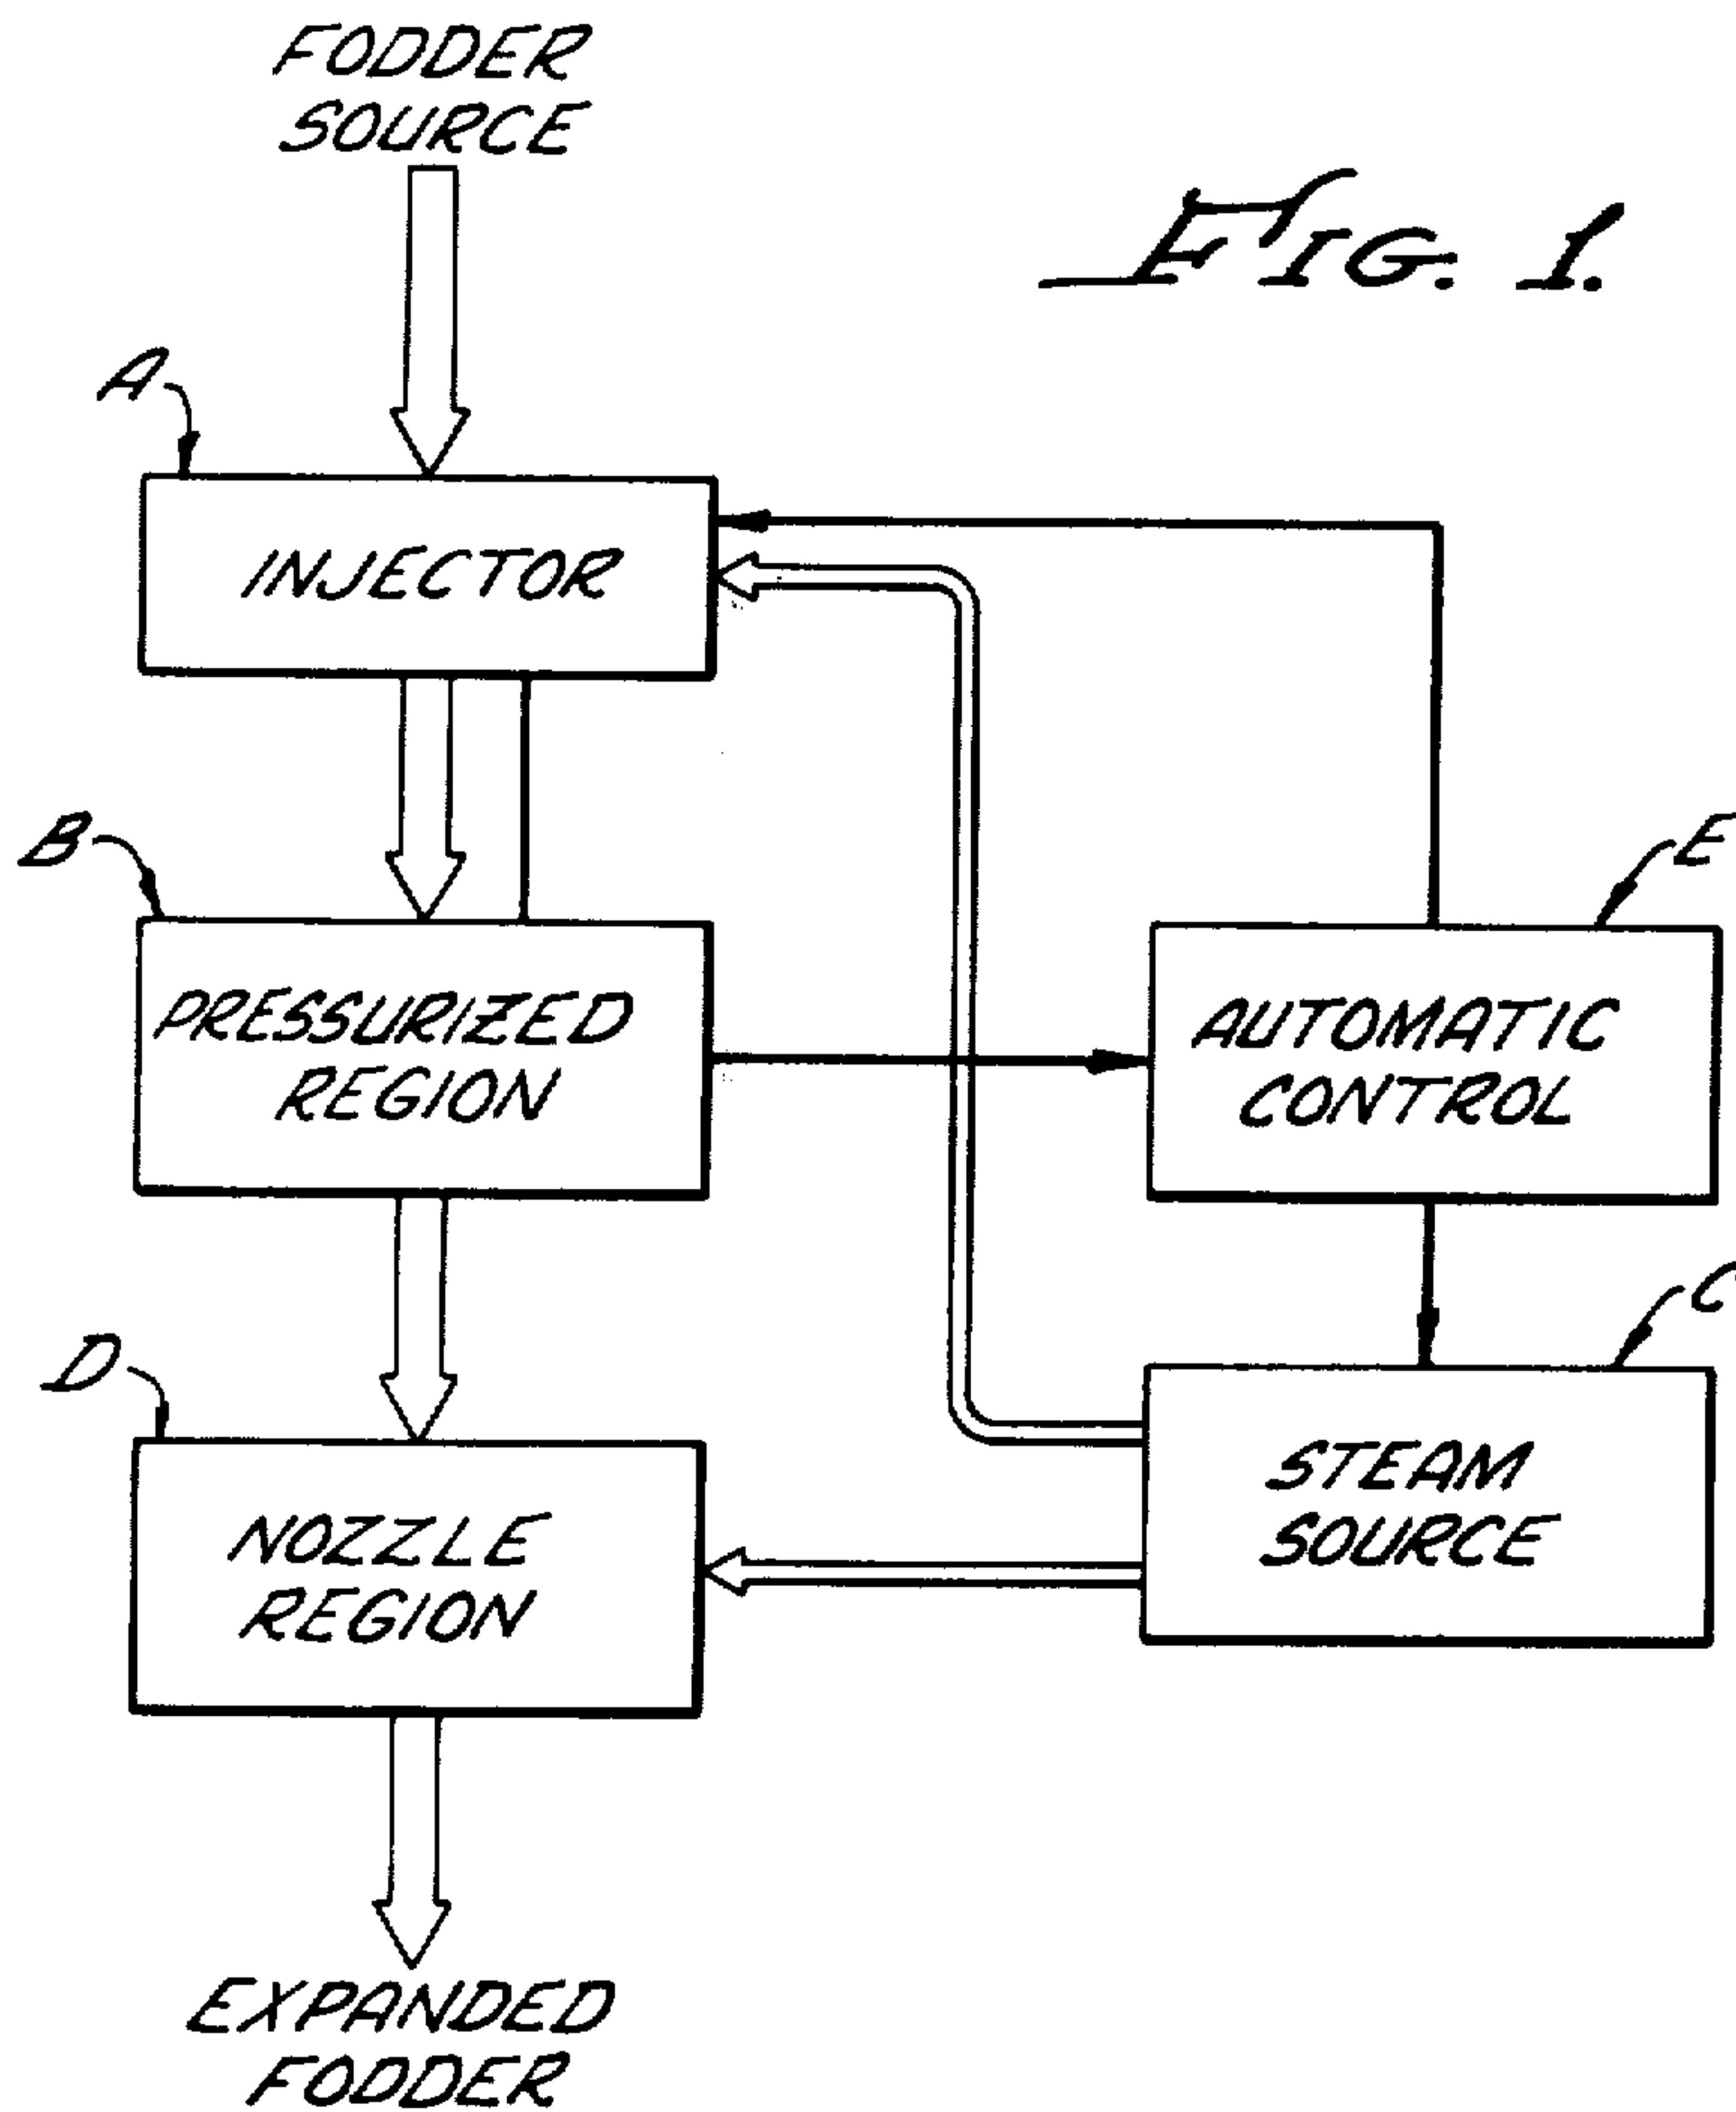 FODDER
SOURCE
FIG. 1.
A
INJECTOR
B
E
PRESSURIZED
REGION
AUTOMATIC
CONTROL
C
D
STEAM
SOURCE
NOZZLE
REGION
EXPANDED
FODDER